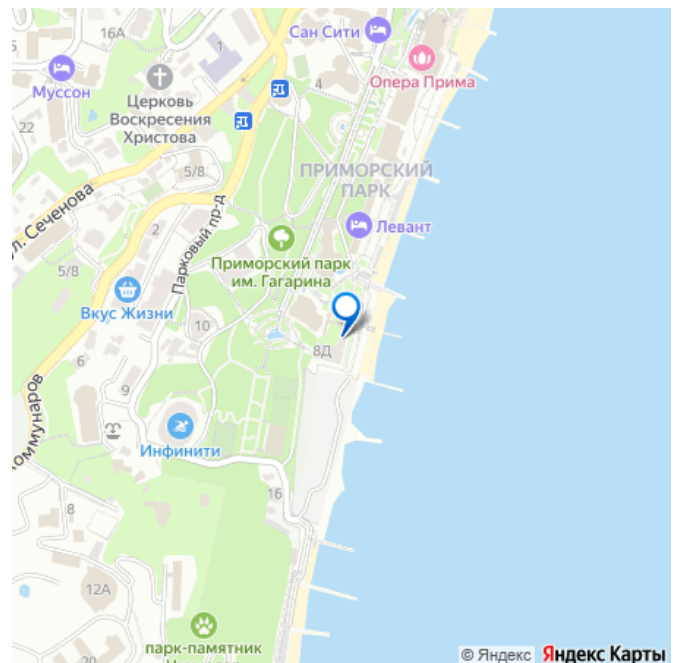 16А
Сан Сити
1
Муссон
4
Опера Прима
Церковь
Воскресения
Христова
22
5/8
ПРИМОРСКИЙ
ПАРК
л. Сеченова
Парковый пр-д
2
Левант
5/8
Приморский парк
им. Гагарина
Вкус Жизни
10
8Д
6
9
Коммунаров
Инфинити
16
8
12А
парк-памятник
20
© Яндекс Яндекс Карты